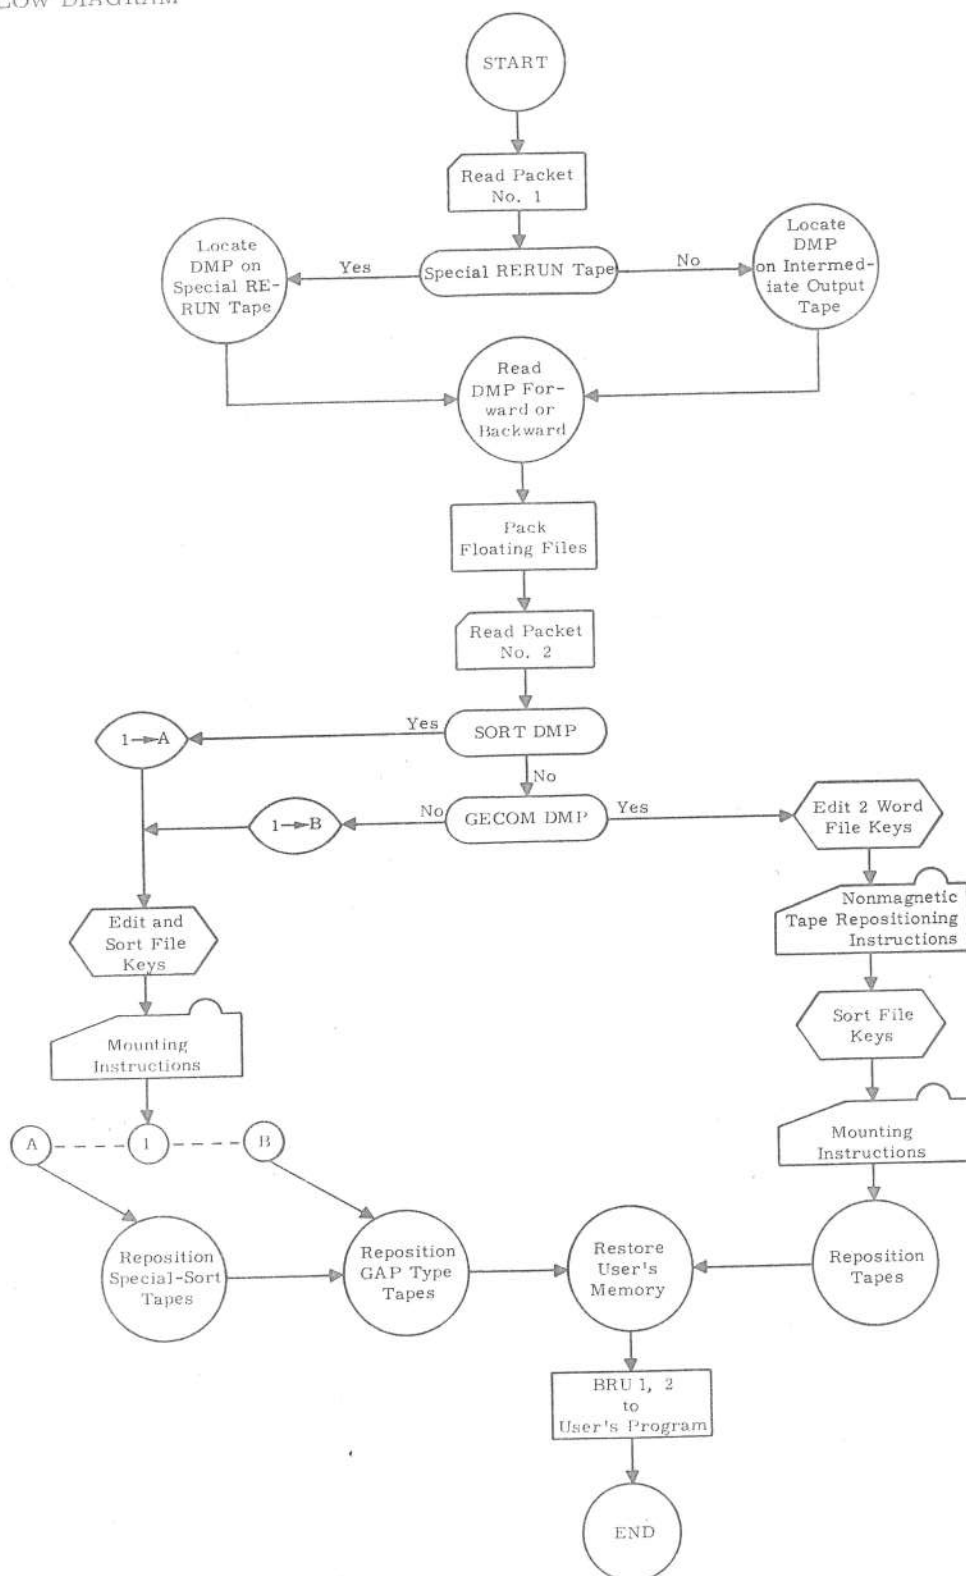 LOW DIAGRAM
START
Read Packet
No. 1
Locate
DMP on
Special RE-
RUN Tape
Yes
Special RERUN Tape
No
Locate
DMP
on Intermed-
iate Output
Tape
Read
DMP For-
ward or
Backward
Pack
Floating Files
Read Packet
No. 2
1→A
Yes
SORT DMP
No
1→B
No
GECOM DMP
Yes
Edit 2 Word
File Keys
Nonmagnetic
Tape Repositioning
Instructions
Edit and
Sort File
Keys
Sort File
Keys
Mounting
Instructions
Mounting
Instructions
A
1
B
Reposition
Special-Sort
Tapes
Reposition
GAP Type
Tapes
Restore
User's
Memory
Reposition
Tapes
BRU 1, 2
to
User's Program
END